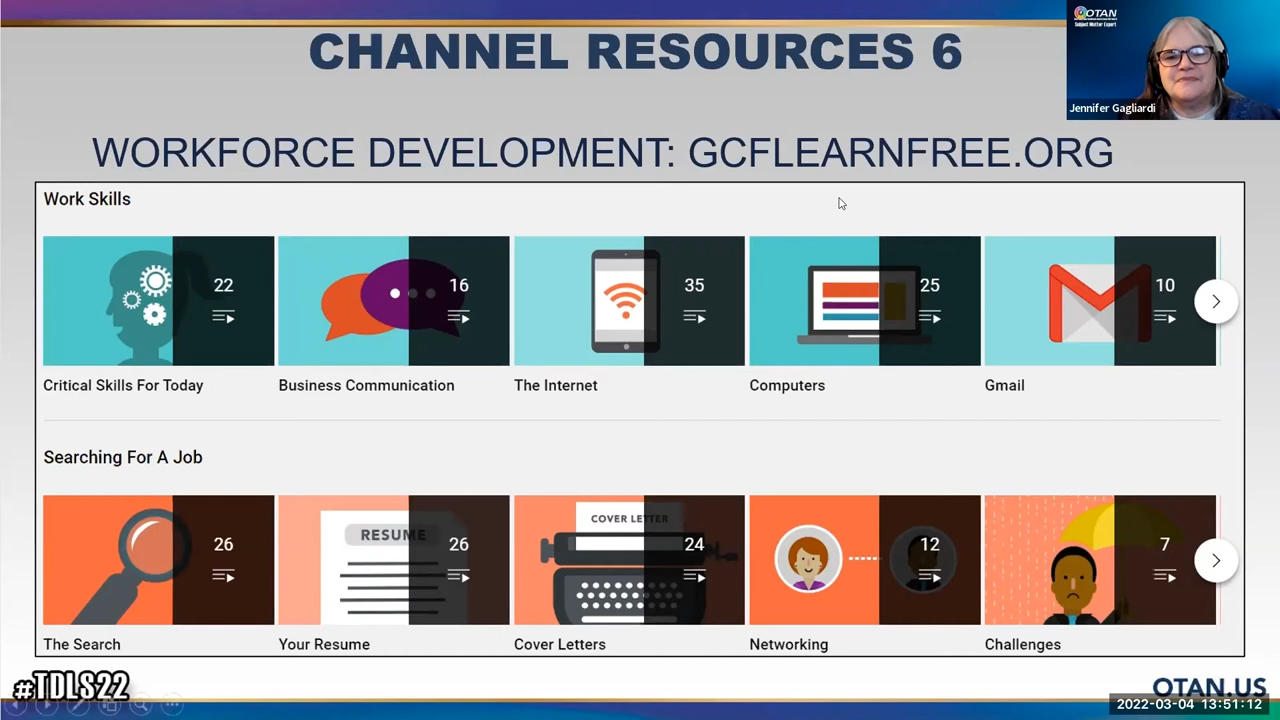 CHANNEL RESOURCES 6
OTAN
Subject Matter Expert
Jennifer Gagliardi
WORKFORCE DEVELOPMENT: GCFLEARNFREE.ORG
Work Skills
22
16
35
25
10
Critical Skills For Today
Business Communication
The Internet
Computers
Gmail
Searching For A Job
RESUME
COVER LETTER
26
26
24
12
7
The Search
Your Resume
Cover Letters
Networking
Challenges
#TDLS22
OTAN.US
2022-03-04 13:51:12